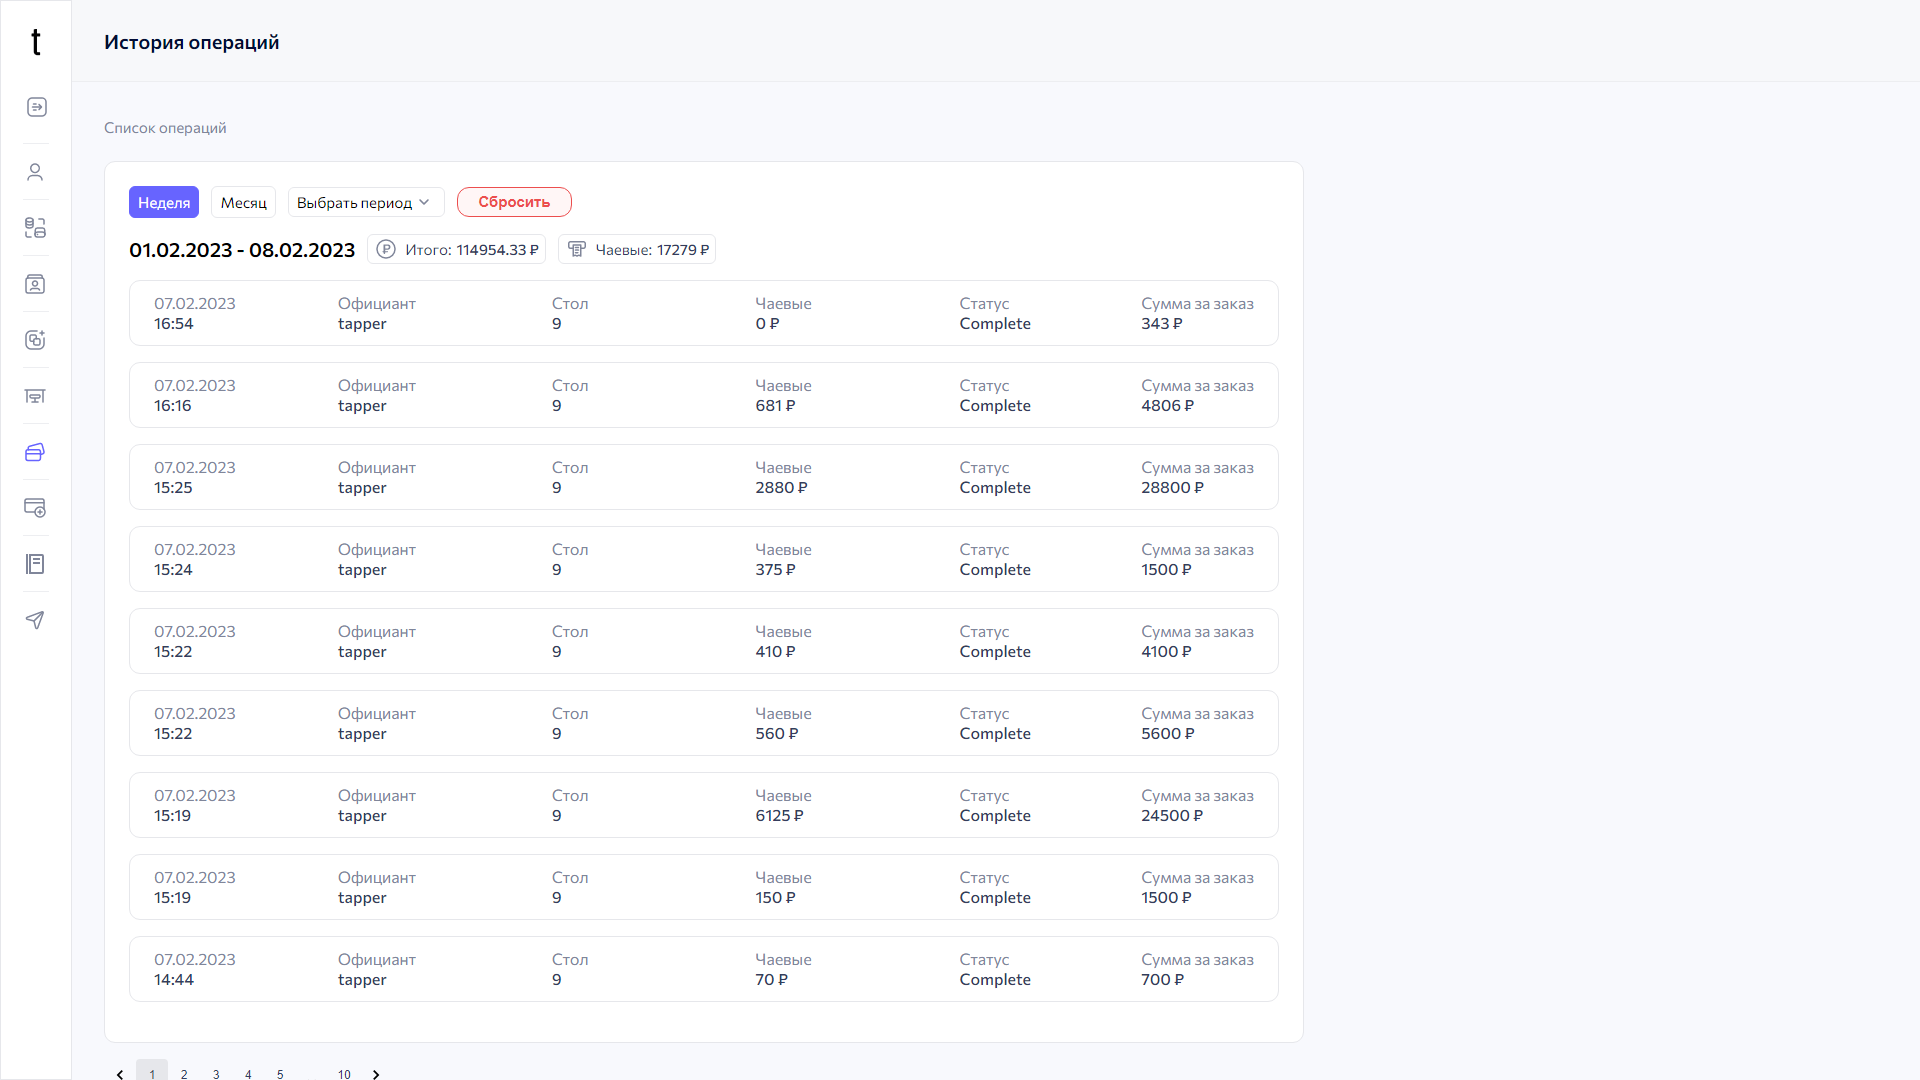 t
История операций
Список операций
Неделя Месяц Выбрать период Сбросить
01.02.2023 - 08.02.2023 Итого: 114954.33 ₽ Чаевые: 17279 ₽
07.02.2023 Официант Стол Чаевые Статус Сумма за заказ
16:54 tapper 9 0 ₽ Complete 343 ₽
07.02.2023 Официант Стол Чаевые Статус Сумма за заказ
16:16 tapper 9 681 ₽ Complete 4806 ₽
07.02.2023 Официант Стол Чаевые Статус Сумма за заказ
15:25 tapper 9 2880 ₽ Complete 28800 ₽
07.02.2023 Официант Стол Чаевые Статус Сумма за заказ
15:24 tapper 9 375 ₽ Complete 1500 ₽
07.02.2023 Официант Стол Чаевые Статус Сумма за заказ
15:22 tapper 9 410 ₽ Complete 4100 ₽
07.02.2023 Официант Стол Чаевые Статус Сумма за заказ
15:22 tapper 9 560 ₽ Complete 5600 ₽
07.02.2023 Официант Стол Чаевые Статус Сумма за заказ
15:19 tapper 9 6125 ₽ Complete 24500 ₽
07.02.2023 Официант Стол Чаевые Статус Сумма за заказ
15:19 tapper 9 150 ₽ Complete 1500 ₽
07.02.2023 Официант Стол Чаевые Статус Сумма за заказ
14:44 tapper 9 70 ₽ Complete 700 ₽
1 2 3 4 5 10